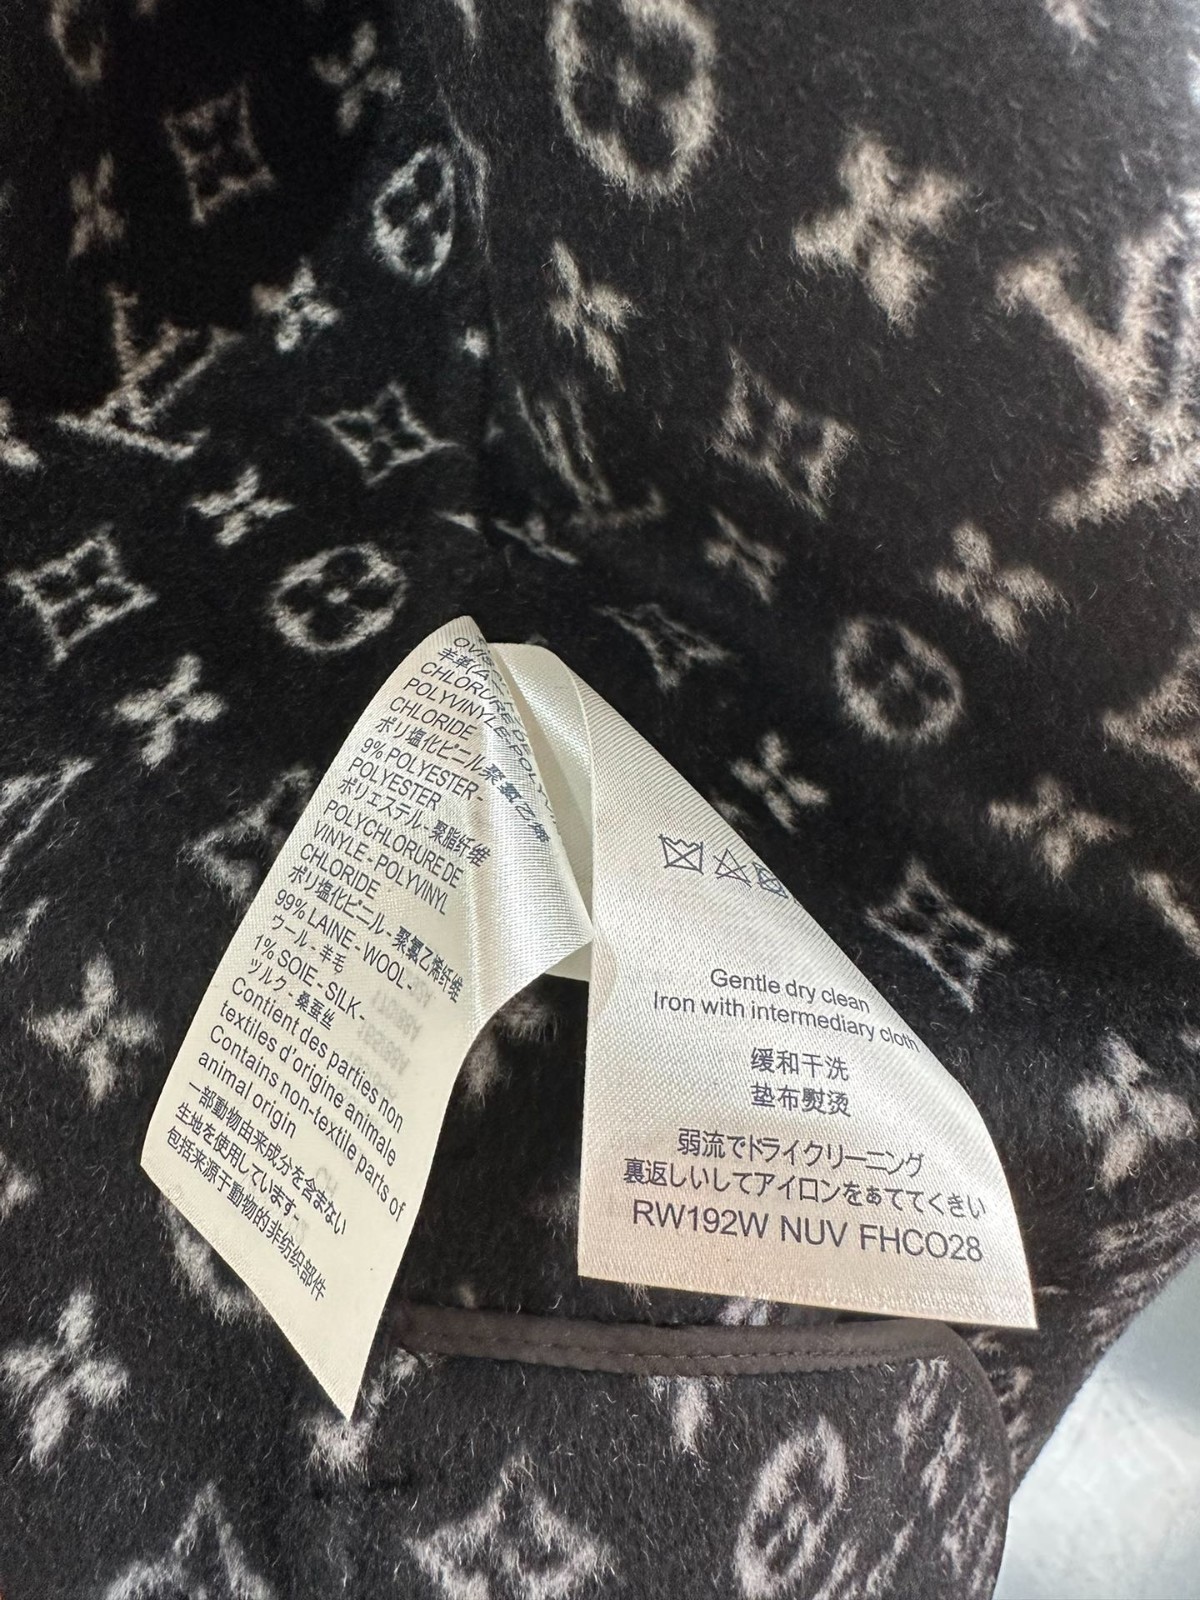 CHLORURE DE
POLYVINYLE-POLYVI
CHLORIDE
ポリ塩化ビニル聚氯乙烯
9% POLYESTER -
POLYESTER
ポリエステル - 聚脂纤维
POLYCHLORURE DE
VINYLE - POLYVINYL
CHLORIDE
ポリ塩化ビニル - 聚氯乙烯纤维
99% LAINE - WOOL -
ウール - 羊毛
1% SOIE - SILK -
ツルク - 桑蚕丝
Contient des parties non
textiles d'origine animale
Contains non-textile parts of
animal origin
一部動物由来成分を含まない
生地を使用しています。
包括来源于動物的非纺织部件
Gentle dry clean
Iron with intermediary cloth
缓和干洗
垫布熨烫
弱流でドライクリーニング
裏返しいしてアイロンをぁててくきい
RW192W NUV FHCO28